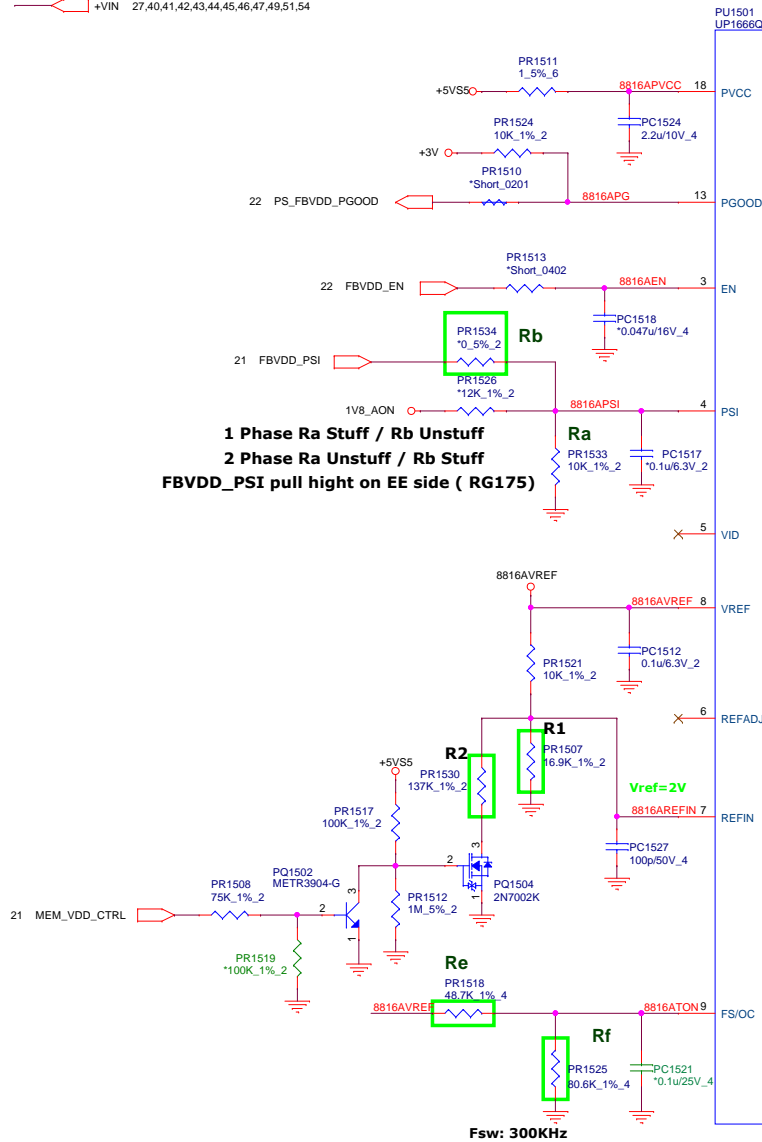 +VIN 27,40,41,42,43,44,45,46,47,49,51,54
PU1501
UP1666Q
PR1511
1_5%_6
+5VS5
8816APVCC 18 PVCC
PC1524
2.2u/10V_4
PR1524
10K_1%_2
+3V
PR1510
*Short_0201
22 PS_FBVDD_PGOOD
8816APG 13 PGOOD
PR1513
*Short_0402
22 FBVDD_EN
8816AEN 3 EN
PC1518
*0.047u/16V_4
PR1534
*0_5%_2
Rb
21 FBVDD_PSI
PR1526
*12K_1%_2
1V8_AON
8816APSI 4 PSI
1 Phase Ra Stuff / Rb Unstuff
2 Phase Ra Unstuff / Rb Stuff
FBVDD_PSI pull hight on EE side ( RG175)
Ra
PR1533
10K_1%_2
PC1517
*0.1u/6.3V_2
5 VID
8816AVREF
8816AVREF 8 VREF
PC1512
0.1u/6.3V_2
PR1521
10K_1%_2
6 REFADJ
R1
PR1507
16.9K_1%_2
R2
PR1530
137K_1%_2
+5VS5
Vref=2V
PR1517
100K_1%_2
8816AREFIN 7 REFIN
PC1527
100p/50V_4
PQ1502
METR3904-G
3
2
1
3
2
1
PQ1504
2N7002K
PR1512
1M_5%_2
PR1508
75K_1%_2
21 MEM_VDD_CTRL
PR1519
*100K_1%_2
Re
PR1518
48.7K_1%_4
8816AVREF
8816ATON 9 FS/OC
Rf
PR1525
80.6K_1%_4
PC1521
*0.1u/25V_4
Fsw: 300KHz